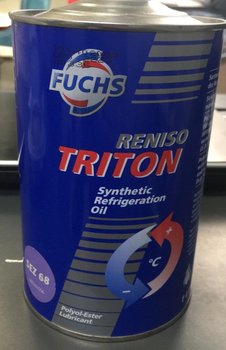 FUCHS
RENISO
TRITON
Synthetic
Refrigeration
Oil
+
°C
−
SEZ 68
Polyol-Ester
Lubricant